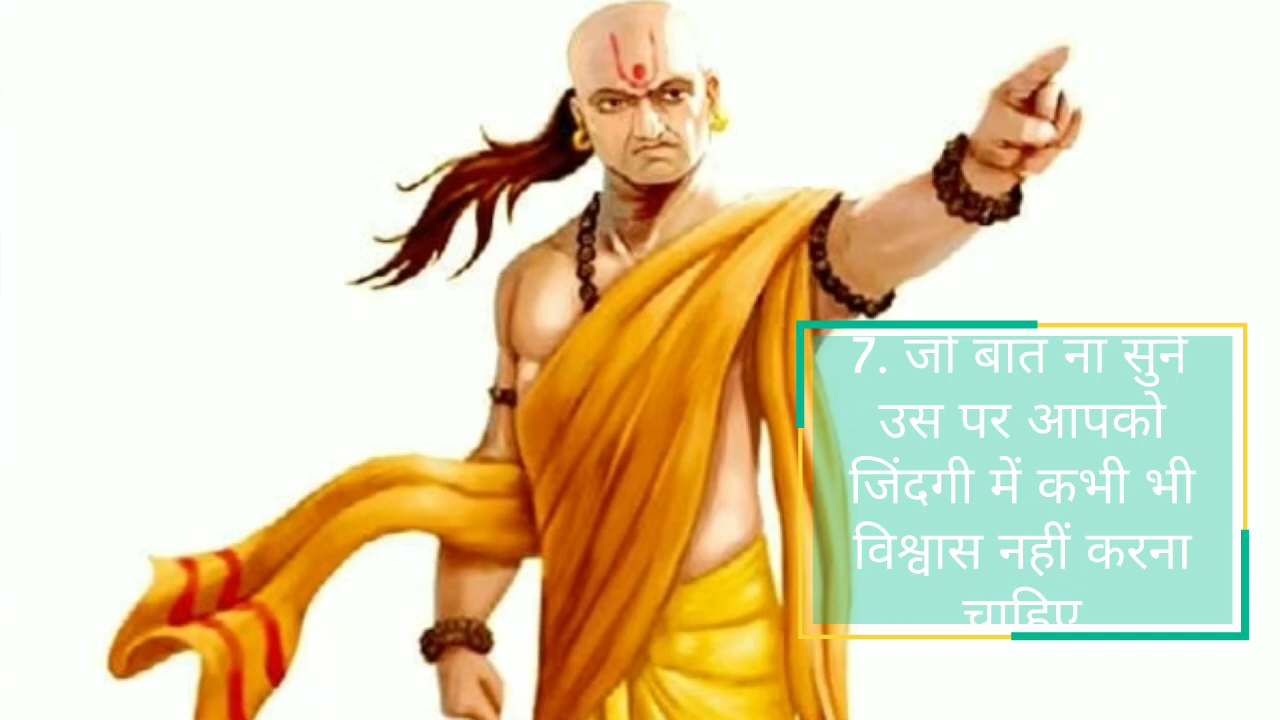 7. जो बात ना सुने
उस पर आपको
जिंदगी में कभी भी
विश्वास नहीं करना
चाहिए